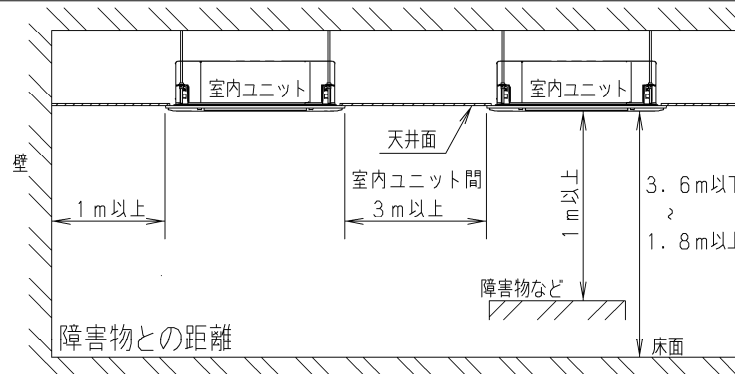 室内ユニット
室内ユニット
天井面
壁
室内ユニット間
3m以上
1m以上
1m以上
3.6m以下
~
1.8m以上
障害物など
障害物との距離
床面